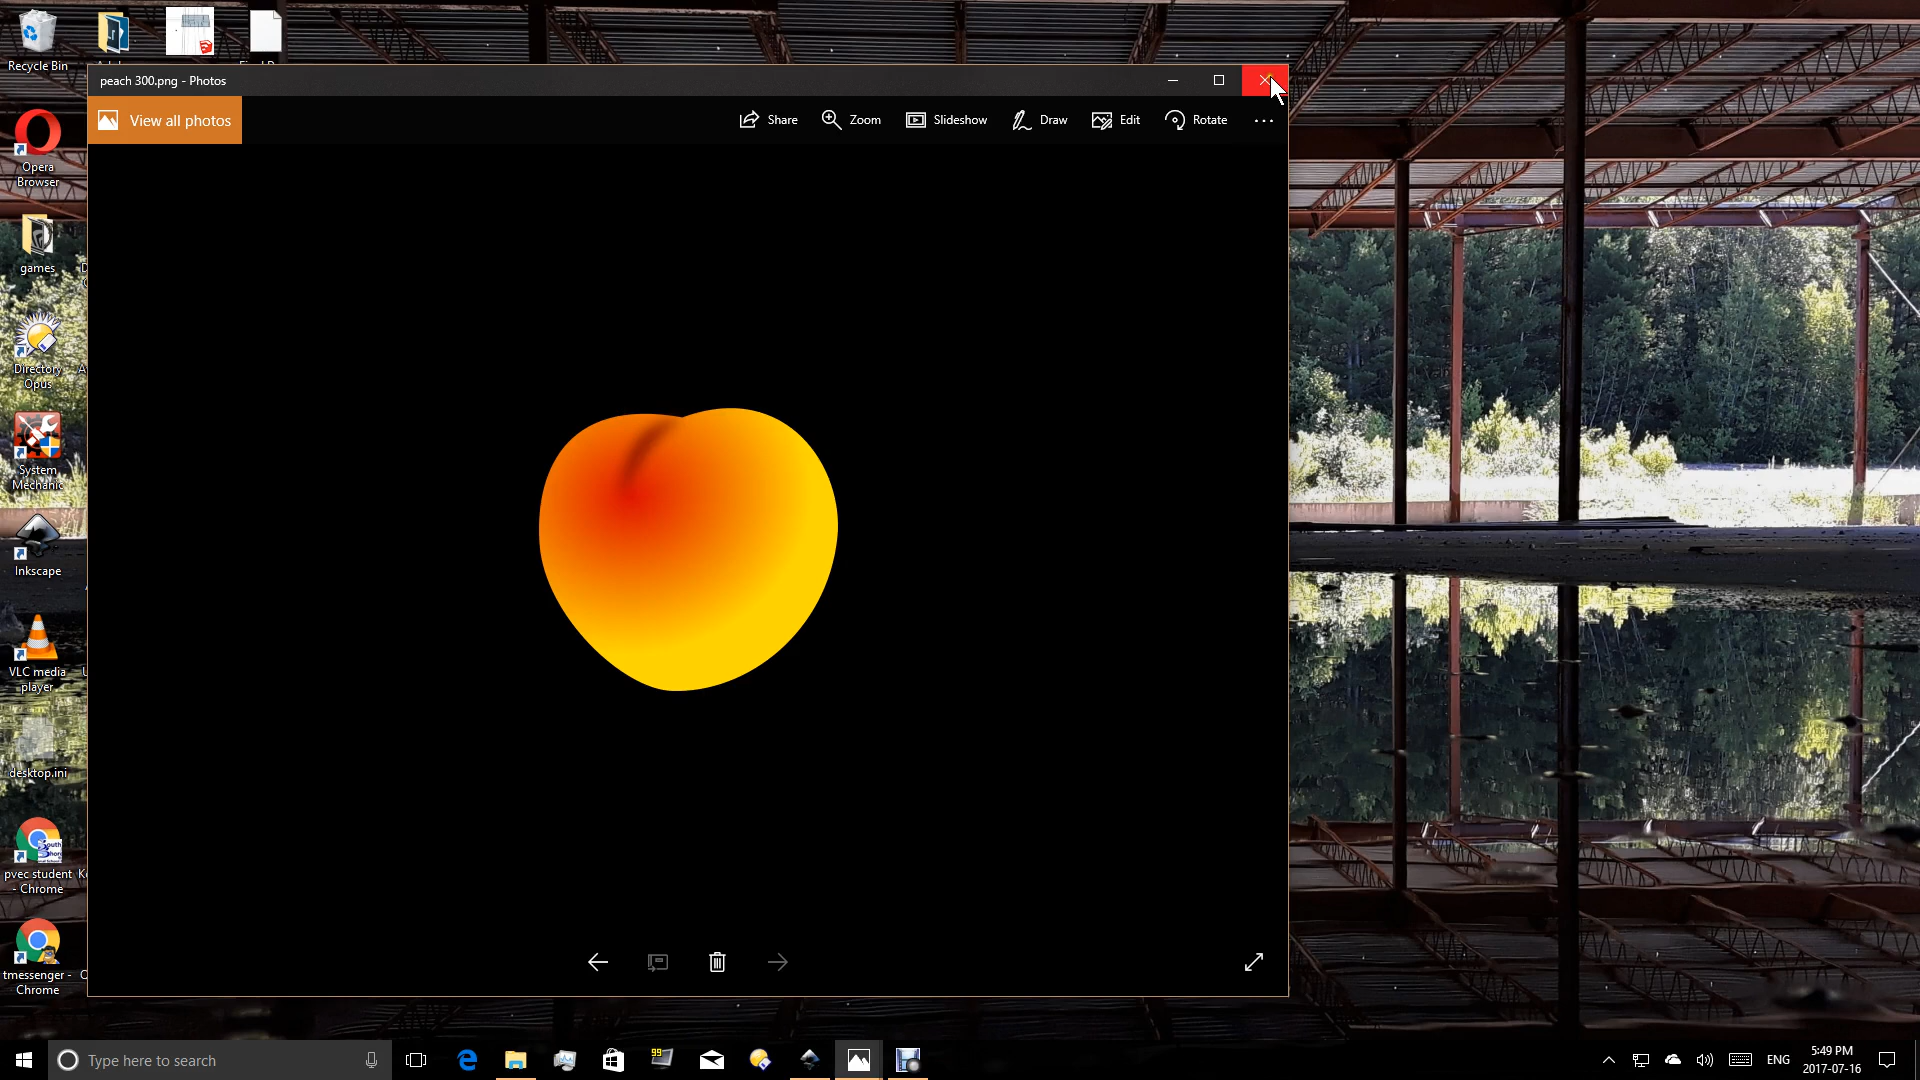 Recycle Bin
peach 300.png - Photos
View all photos
Share
Zoom
Slideshow
Draw
Edit
Rotate
Opera
Browser
games
Directory
Opus
System
Mechanic
Inkscape
VLC media
player
desktop.ini
pvec student
- Chrome
tmessenger -
Chrome
Type here to search
99
ENG
5:49 PM
2017-07-16